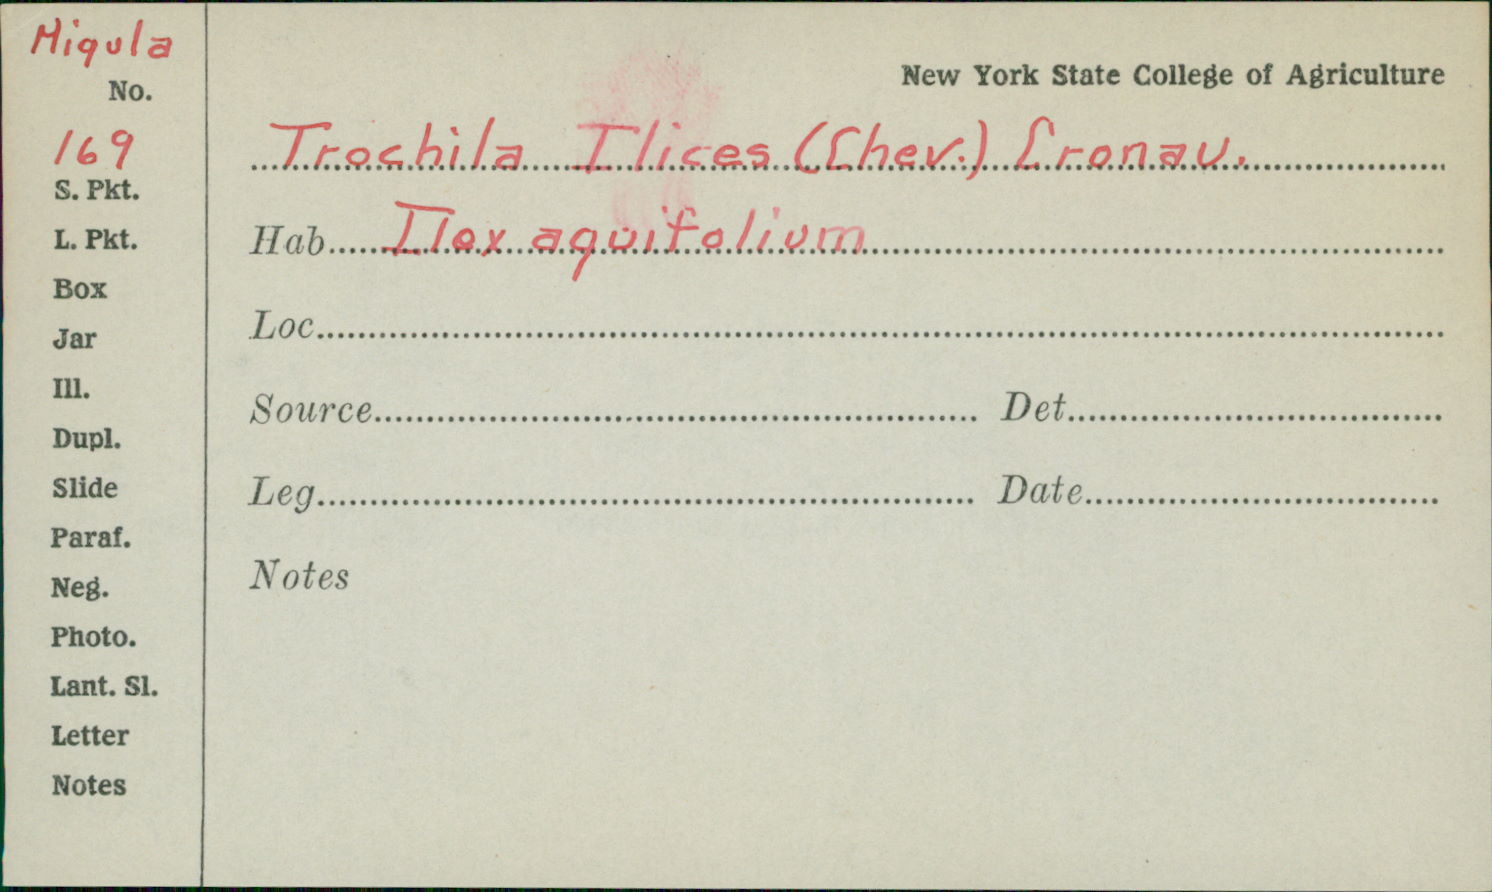 Migula
No.
169
S. Pkt.
L. Pkt.
Box
Jar
Ill.
Dupl.
Slide
Paraf.
Neg.
Photo.
Lant. Sl.
Letter
Notes
New York State College of Agriculture
Trochila Ilices (Chev.) Cronau.
Hab Ilex aquifolium
Loc
Source Det
Leg Date
Notes